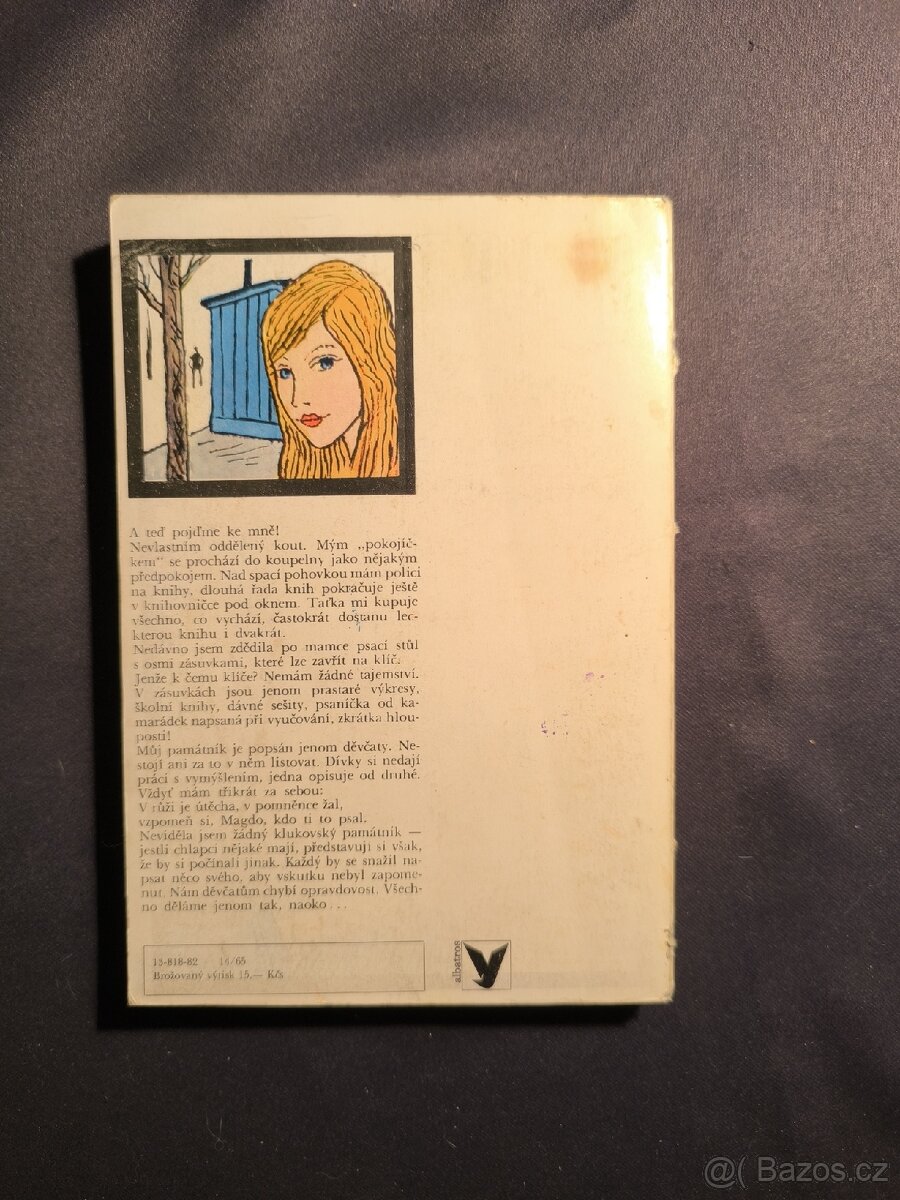 A teď pojďme ke mně!
Nevlastním oddělený kout. Mým „pokojíč-
kem“ se prochází do koupelny jako nějakým
předpokojem. Nad spací pohovkou mám polici
na knihy, dlouhá řada knih pokračuje ještě
v knihovničce pod oknem. Taťka mi kupuje
všechno, co vychází, častokrát dostanu lec-
kterou knihu i dvakrát.
Nedávno jsem zdědila po mamce psací stůl
s osmi zásuvkami, které lze zavřít na klíč.
Jenže k čemu klíče? Nemám žádné tajemství.
V zásuvkách jsou jenom prastaré výkresy,
školní knihy, dávné sešity, psaníčka od ka-
marádek napsaná při vyučování, zkrátka hlou-
posti!
Můj památník je popsán jenom děvčaty. Ne-
stojí ani za to v něm listovat. Dívky si nedají
práci s vymýšlením, jedna opisuje od druhé.
Vždyť mám třikrát za sebou:
V růži je útěcha, v pomněnce žal,
vzpomeň si, Magdo, kdo ti to psal.
Neviděla jsem žádný klukovský památník —
jestli chlapci nějaké mají, představuji si však,
že by si počínali jinak. Každý by se snažil na-
psat něco svého, aby vskutku nebyl zapome-
nut. Nám děvčatům chybí opravdovost. Všech-
no děláme jenom tak, naoko...
13-818-82 14/65
Brožovaný výtisk 15,— Kčs
albatros
@( Bazos.cz